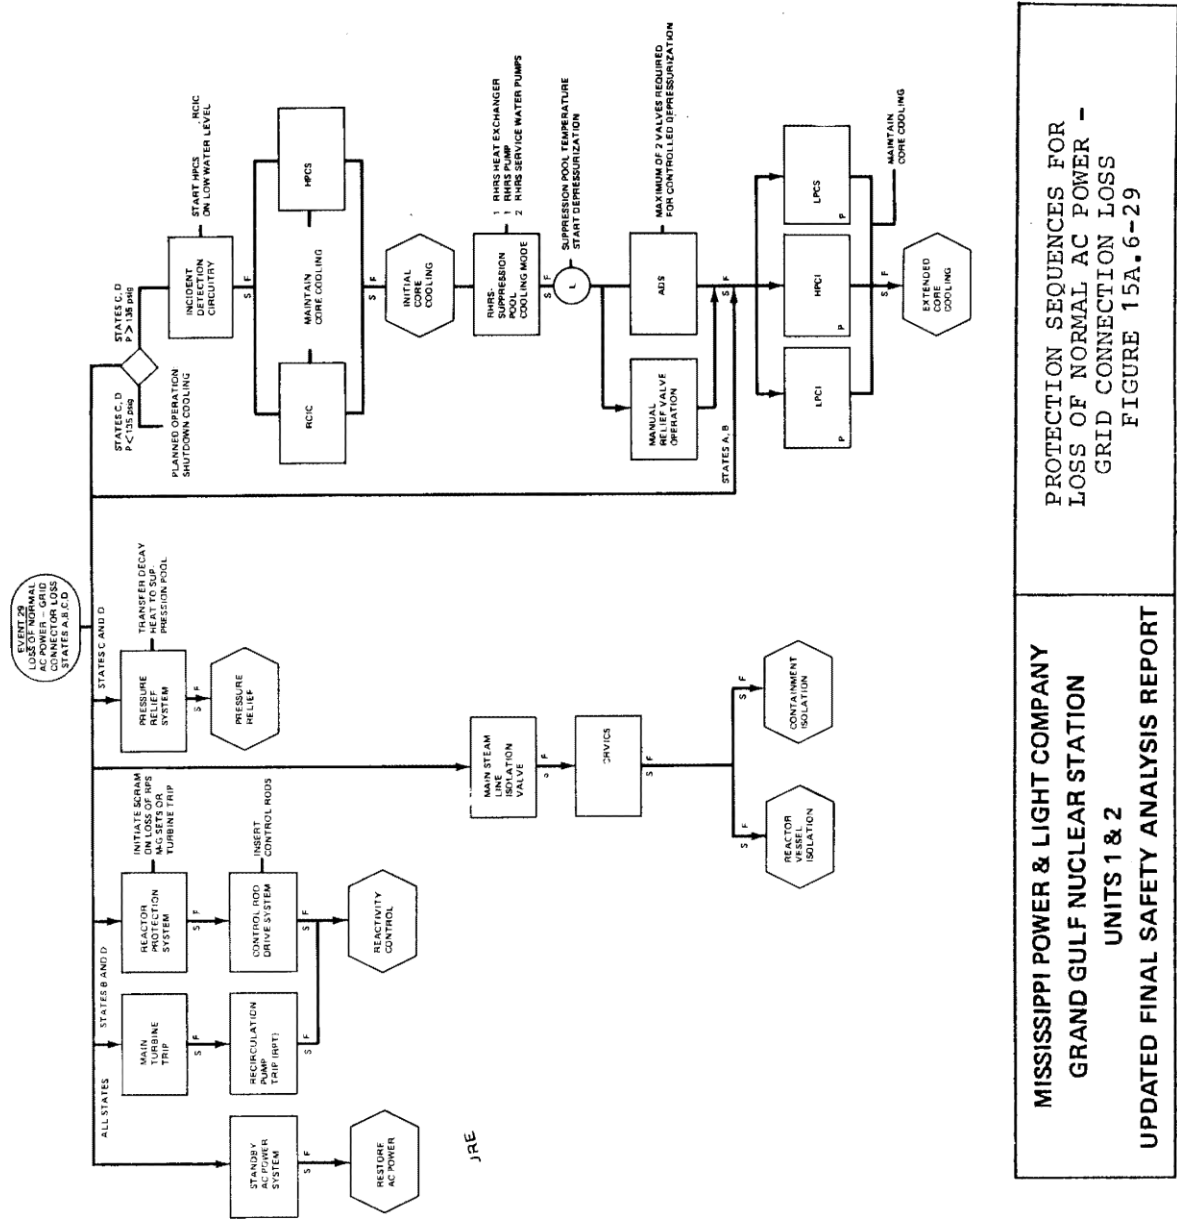 EVENT 29
LOSS OF NORMAL
AC POWER – GRID
CONNECTOR LOSS
STATES A,B,C,D
ALL STATES
STANDBY
AC POWER
SYSTEM
S F
RESTORE
AC POWER
STATES B AND D
MAIN
TURBINE
TRIP
S F
RECIRCULATION
PUMP
TRIP (RPT)
S F
REACTOR
PROTECTION
SYSTEM
INITIATE SCRAM
ON LOSS OF RPS
M-G SETS OR
TURBINE TRIP
S F
CONTROL ROD
DRIVE SYSTEM
INSERT
CONTROL RODS
S F
REACTIVITY
CONTROL
STATES C AND D
PRESSURE
RELIEF
SYSTEM
TRANSFER DECAY
HEAT TO SUP-
PRESSION POOL
S F
PRESSURE
RELIEF
MAIN STEAM
LINE
ISOLATION
VALVE
F
CRVICS
S F
S F
REACTOR
VESSEL
ISOLATION
S F
CONTAINMENT
ISOLATION
STATES C, D
P < 135 psig
PLANNED OPERATION
SHUTDOWN COOLING
STATES C, D
P > 135 psig
INCIDENT
DETECTION
CIRCUITRY
START HPCS , RCIC
ON LOW WATER LEVEL
S F
RCIC
MAINTAIN
CORE COOLING
HPCS
S F
INITIAL
CORE
COOLING
RHRS-
SUPPRESSION
POOL
COOLING MODE
1 RHRS HEAT EXCHANGER
1 RHRS PUMP
2 RHRS SERVICE WATER PUMPS
S F
L
SUPPRESSION POOL TEMPERATURE
START DEPRESSURIZATION
MANUAL
RELIEF VALVE
OPERATION
ADS
MAXIMUM OF 2 VALVES REQUIRED
FOR CONTROLLED DEPRESSURIZATION
STATES A, B
S F
LPCI
P
HPCI
P
LPCS
P
MAINTAIN
CORE COOLING
S F
EXTENDED
CORE
COOLING
JRE
MISSISSIPPI POWER & LIGHT COMPANY
GRAND GULF NUCLEAR STATION
UNITS 1 & 2
UPDATED FINAL SAFETY ANALYSIS REPORT
PROTECTION SEQUENCES FOR
LOSS OF NORMAL AC POWER –
GRID CONNECTION LOSS
FIGURE 15A.6-29